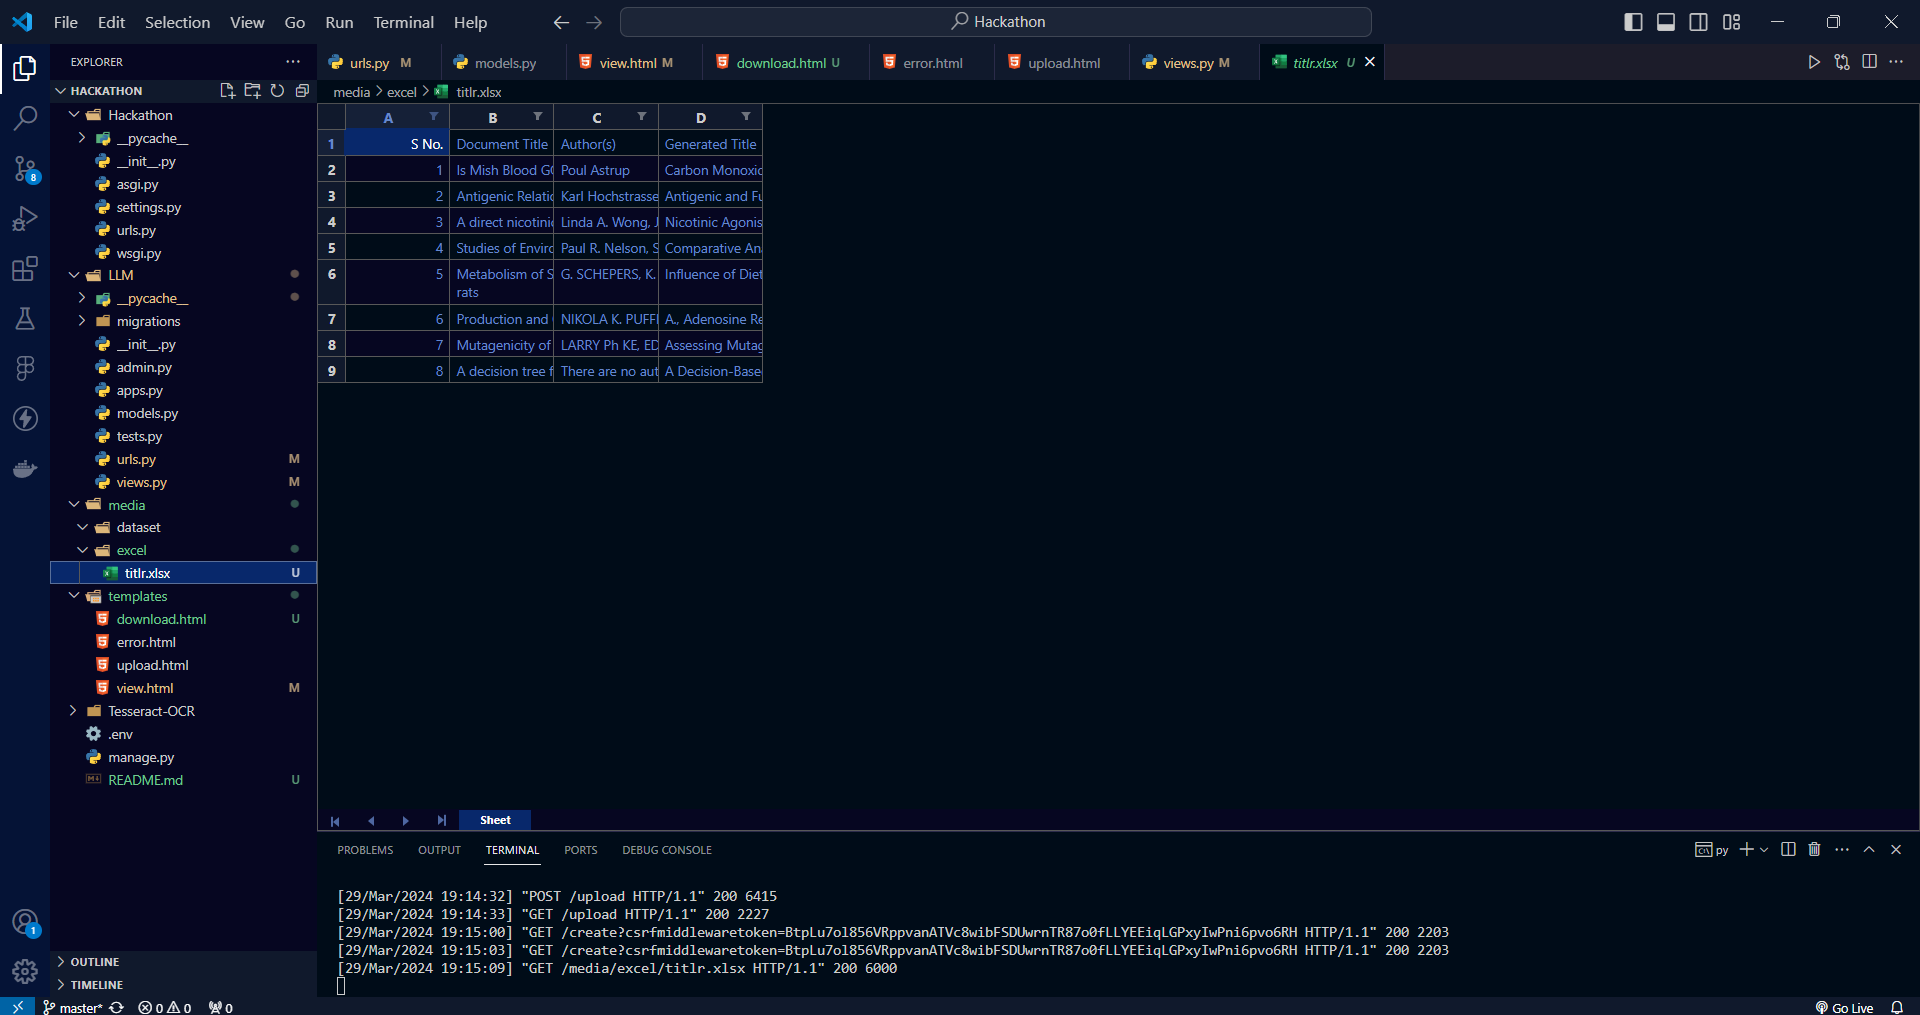 File Edit Selection View Go Run Terminal Help
Hackathon
EXPLORER
HACKATHON
Hackathon
__pycache__
__init__.py
asgi.py
settings.py
urls.py
wsgi.py
LLM
__pycache__
migrations
__init__.py
admin.py
apps.py
models.py
tests.py
urls.py M
views.py M
media
dataset
excel
titlr.xlsx U
templates
download.html U
error.html
upload.html
view.html M
Tesseract-OCR
.env
manage.py
README.md U
OUTLINE
TIMELINE
8
1
urls.py M models.py view.html M download.html U error.html upload.html views.py M titlr.xlsx U
media > excel > titlr.xlsx
A B C D
1 S No. Document Title Author(s) Generated Title
2 1 Is Mish Blood GC Poul Astrup Carbon Monoxic
3 2 Antigenic Relatic Karl Hochstrasse Antigenic and Fu
4 3 A direct nicotinic Linda A. Wong, J Nicotinic Agonis
5 4 Studies of Enviro Paul R. Nelson, S Comparative An
6 5 Metabolism of S G. SCHEPERS, K. Influence of Diet
rats
7 6 Production and NIKOLA K. PUFFI A., Adenosine Re
8 7 Mutagenicity of LARRY Ph KE, ED Assessing Mutag
9 8 A decision tree f There are no aut A Decision-Base
Sheet
PROBLEMS OUTPUT TERMINAL PORTS DEBUG CONSOLE
py
[29/Mar/2024 19:14:32] "POST /upload HTTP/1.1" 200 6415
[29/Mar/2024 19:14:33] "GET /upload HTTP/1.1" 200 2227
[29/Mar/2024 19:15:00] "GET /create?csrfmiddlewaretoken=BtpLu7ol856VRppvanATVc8wibFSDUwrnTR87o0fLLYEEiqLGPxyIwPni6pvo6RH HTTP/1.1" 200 2203
[29/Mar/2024 19:15:03] "GET /create?csrfmiddlewaretoken=BtpLu7ol856VRppvanATVc8wibFSDUwrnTR87o0fLLYEEiqLGPxyIwPni6pvo6RH HTTP/1.1" 200 2203
[29/Mar/2024 19:15:09] "GET /media/excel/titlr.xlsx HTTP/1.1" 200 6000
master* 0 0 0 Go Live